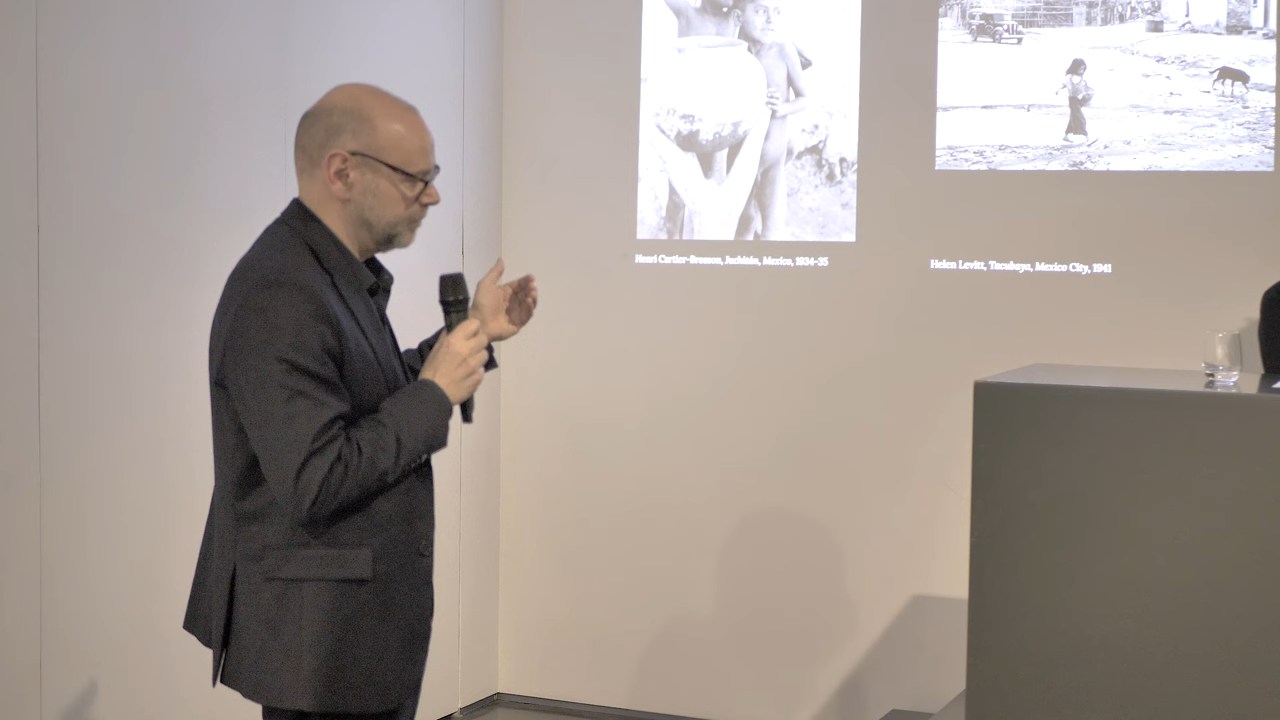 Henri Cartier-Bresson, Juchitán, Mexico, 1934-35
Helen Levitt, Tacubaya, Mexico City, 1941